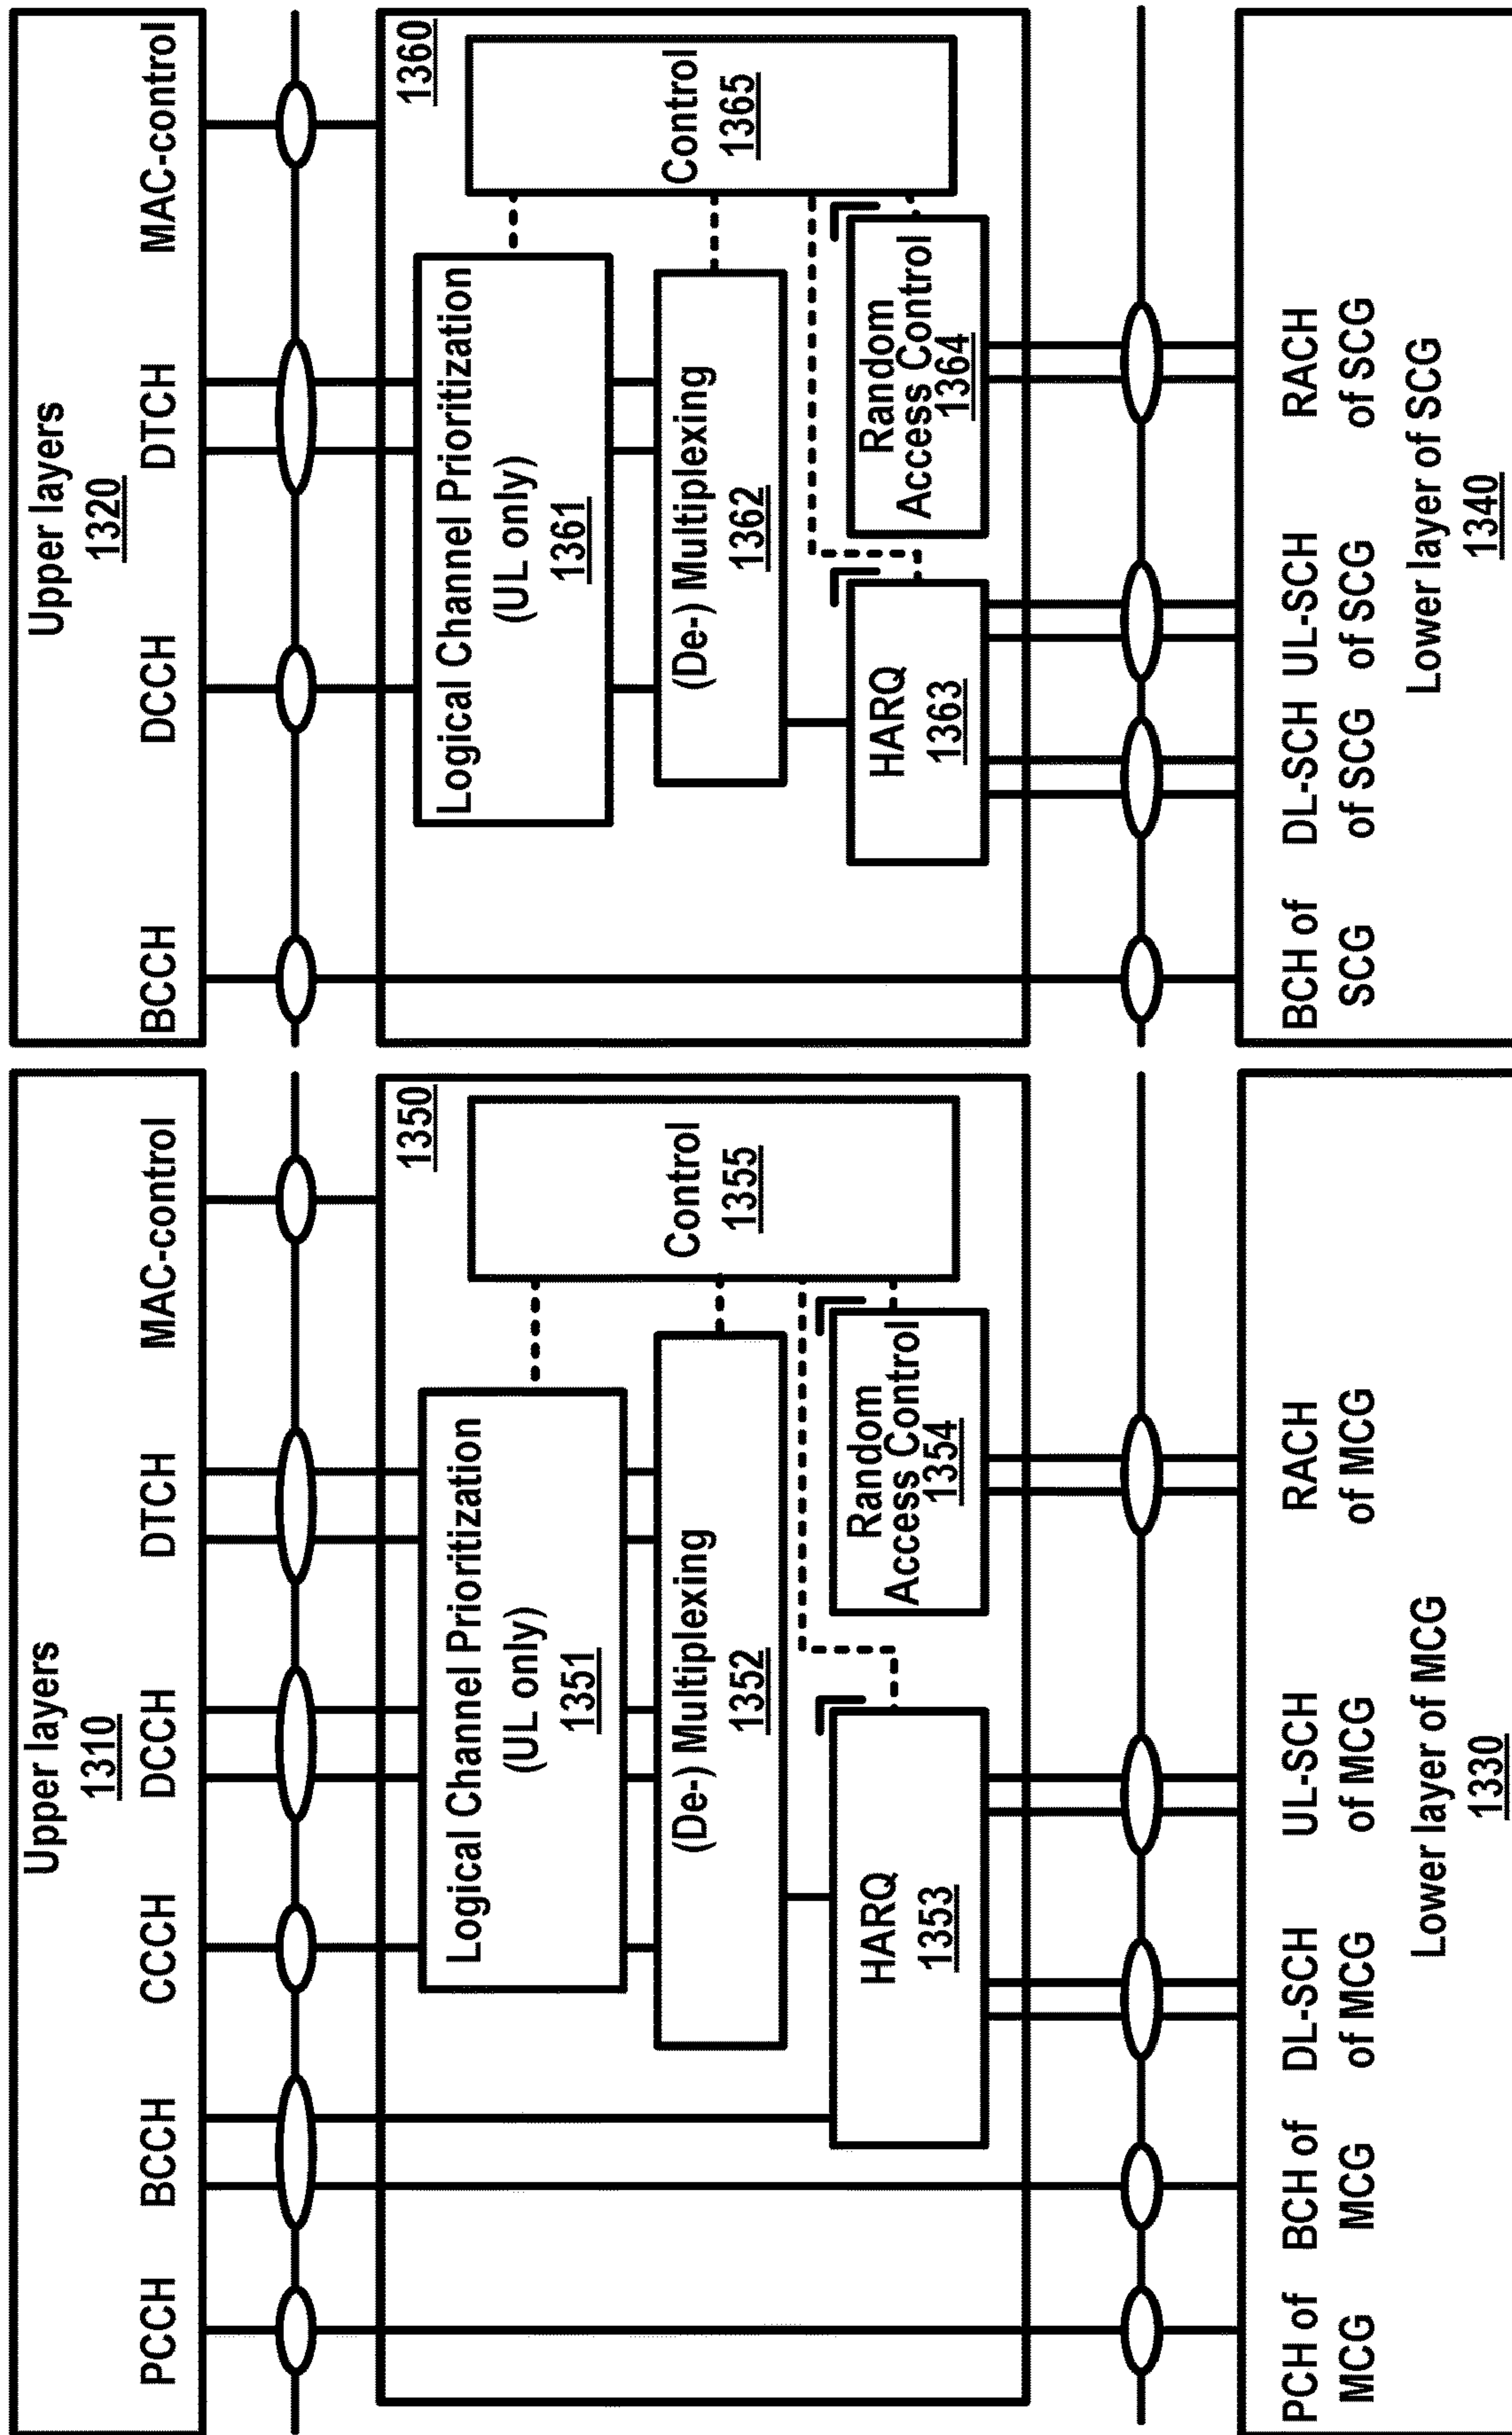 Upper layers
1310
PCCH BCCH CCCH DCCH DTCH MAC-control
1350
Logical Channel Prioritization
(UL only)
1351
(De-) Multiplexing
1352
HARQ
1353
Random
Access Control
1354
Control
1355
PCH of BCH of DL-SCH UL-SCH RACH
MCG MCG of MCG of MCG of MCG
Lower layer of MCG
1330
Upper layers
1320
BCCH DCCH DTCH MAC-control
1360
Logical Channel Prioritization
(UL only)
1361
(De-) Multiplexing
1362
HARQ
1363
Random
Access Control
1364
Control
1365
BCH of DL-SCH UL-SCH RACH
SCG of SCG of SCG of SCG
Lower layer of SCG
1340